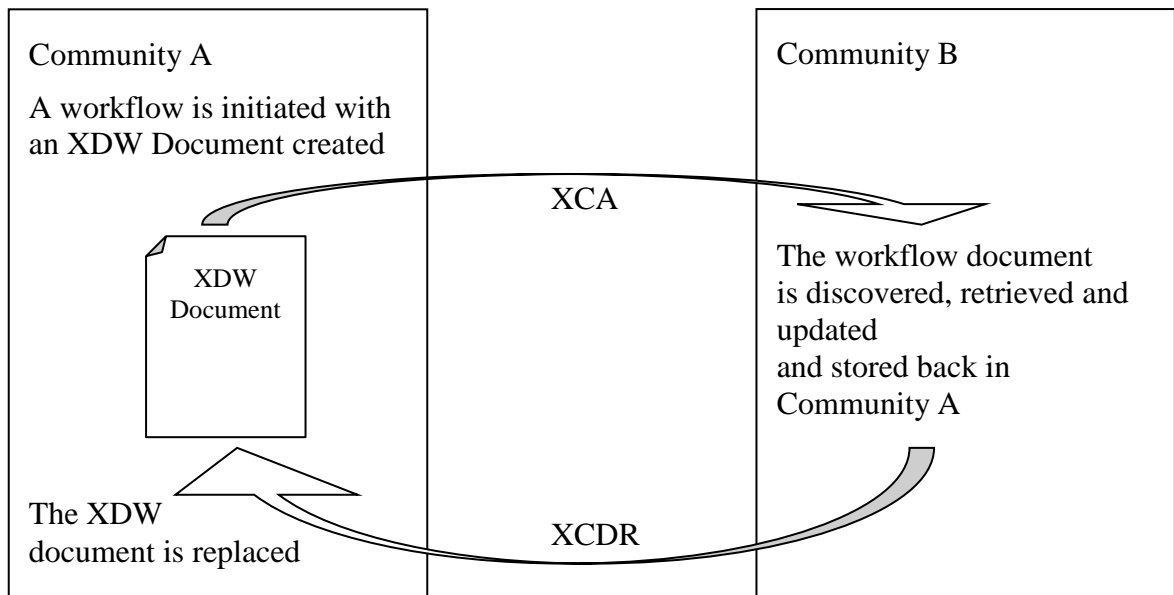 Community A
A workflow is initiated with
an XDW Document created
XDW
Document
The XDW
document is replaced
XCA
XCDR
Community B
The workflow document
is discovered, retrieved and
updated
and stored back in
Community A